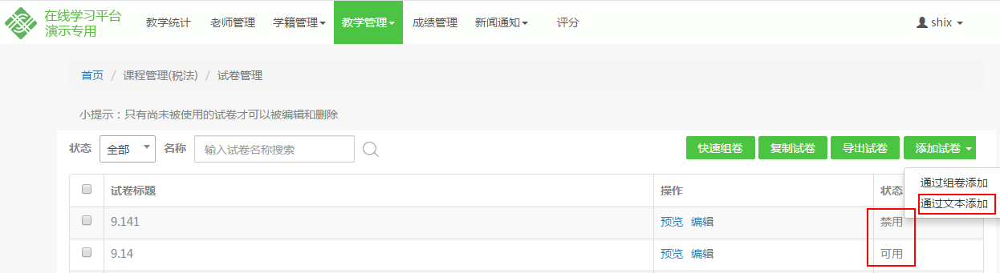 在线学习平台
演示专用
教学统计 老师管理 学籍管理 教学管理 成绩管理 新闻通知 评分 shix
首页 / 课程管理(税法) / 试卷管理
小提示：只有尚未被使用的试卷才可以被编辑和删除
状态 全部 名称 输入试卷名称搜索 快速组卷 复制试卷 导出试卷 添加试卷
通过组卷添加
试卷标题 操作 状态
通过文本添加
9.141 预览 编辑 禁用
9.14 预览 编辑 可用